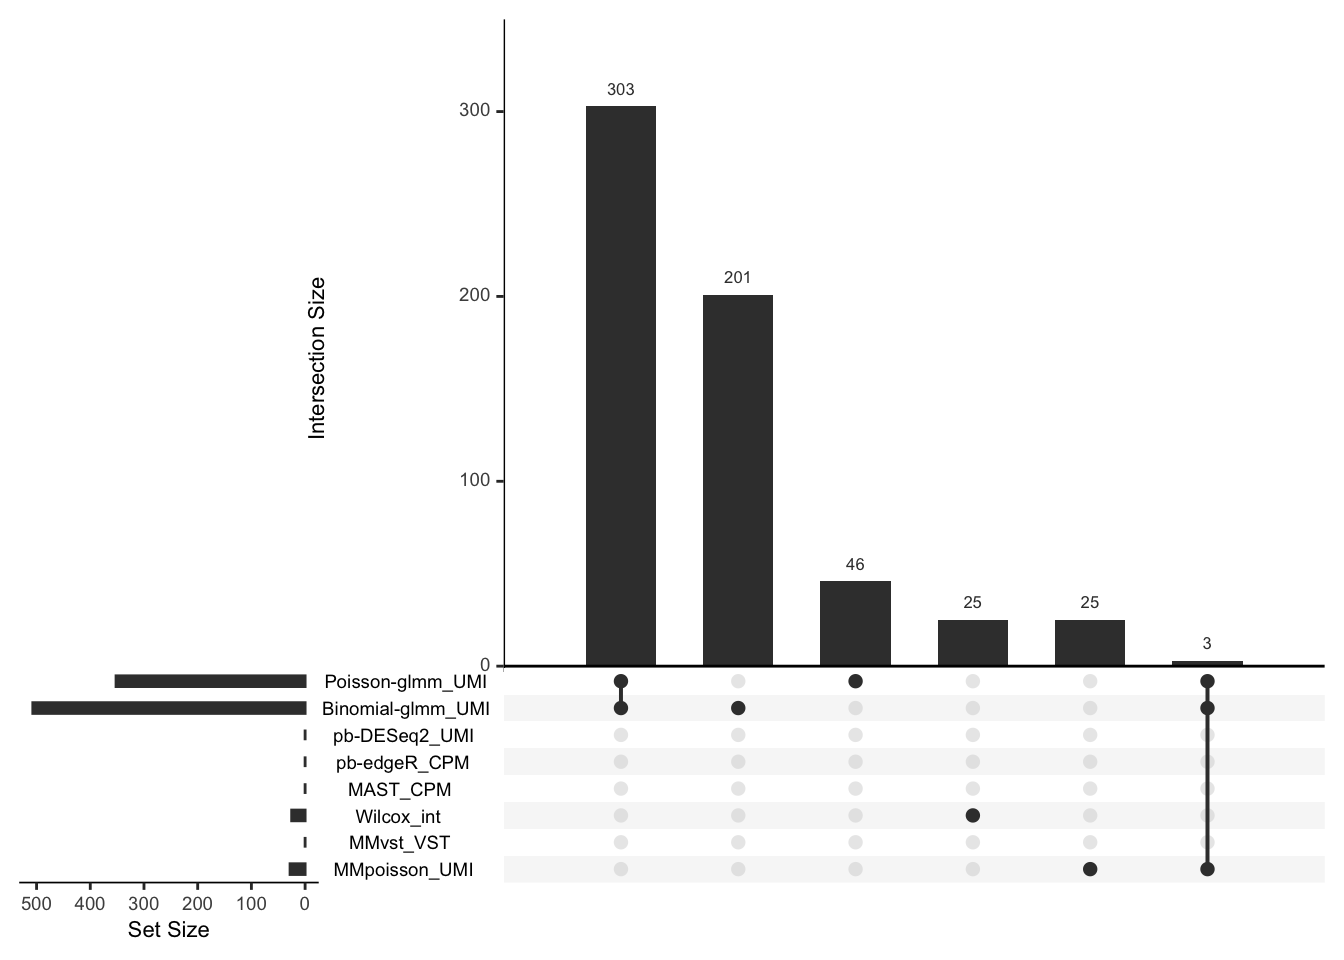 303
300
201
200
Intersection Size
100
46
25
25
3
0
Poisson-glmm_UMI
Binomial-glmm_UMI
pb-DESeq2_UMI
pb-edgeR_CPM
MAST_CPM
Wilcox_int
MMvst_VST
MMpoisson_UMI
500 400 300 200 100 0
Set Size